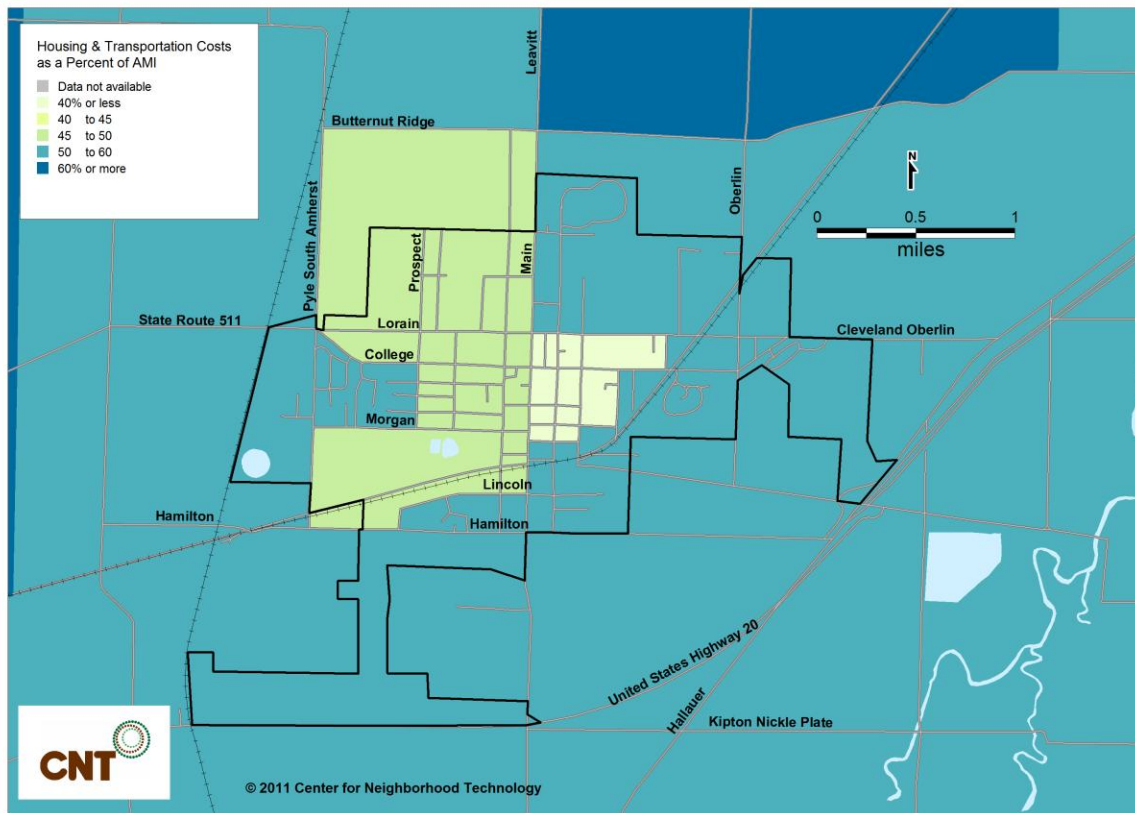 Housing & Transportation Costs
as a Percent of AMI
Data not available
40% or less
40 to 45
45 to 50
50 to 60
60% or more
Leavitt
Butternut Ridge
Pyle South Amherst
Prospect
Main
Oberlin
N
0 0.5 1
miles
State Route 511
Lorain
Cleveland Oberlin
College
Morgan
Lincoln
Hamilton
Hamilton
United States Highway 20
Hallauer
Kipton Nickle Plate
CNT
© 2011 Center for Neighborhood Technology